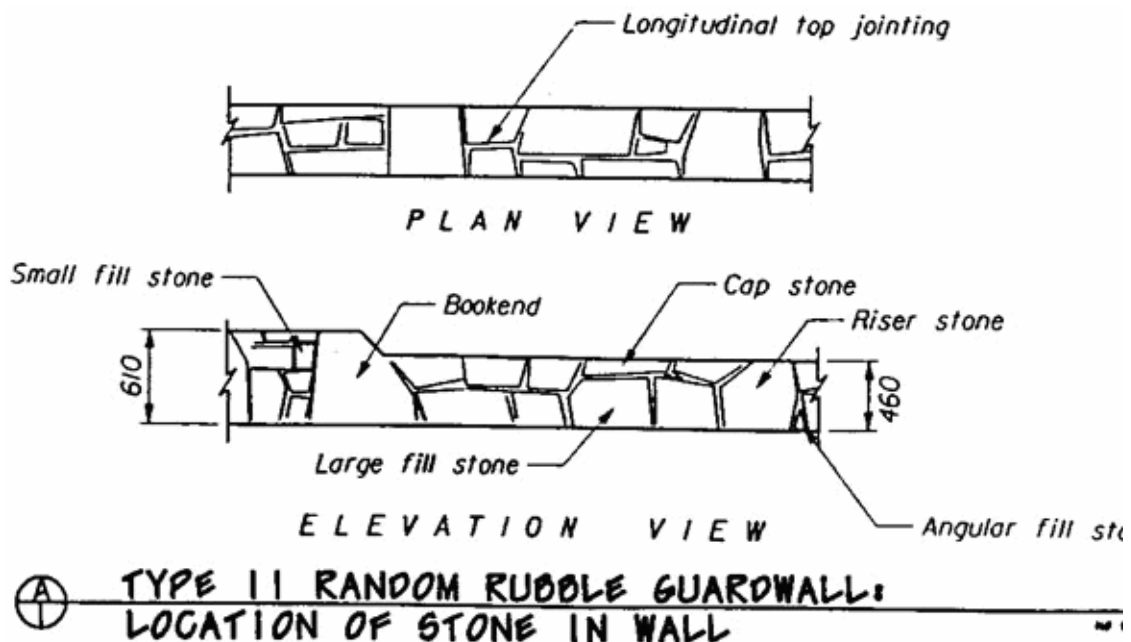 Longitudinal top jointing
PLAN VIEW
Small fill stone
Bookend
Cap stone
Riser stone
610
460
Large fill stone
ELEVATION VIEW
Angular fill
A
1
TYPE II RANDOM RUBBLE GUARDWALL:
LOCATION OF STONE IN WALL